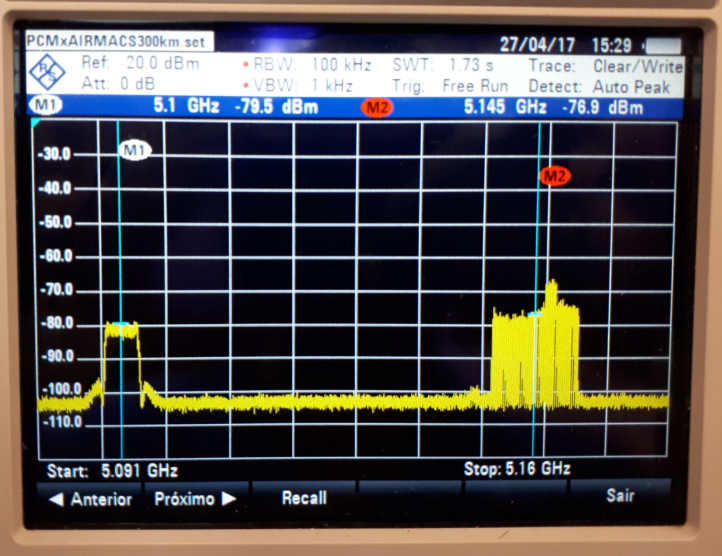 PCMxAIRMACS300km.set 27/04/17 15:29
R&S Ref: -20.0 dBm • RBW: 100 kHz SWT: 1.73 s Trace: Clear/Write
Att: 0 dB • VBW: 1 kHz Trig: Free Run Detect: Auto Peak
M1 5.1 GHz -79.5 dBm M2 5.145 GHz -76.9 dBm
M1
-30.0
M2
-40.0
-50.0
-60.0
-70.0
-80.0
-90.0
-100.0
-110.0
Start: 5.091 GHz Stop: 5.16 GHz
◀ Anterior Próximo ▶ Recall Sair